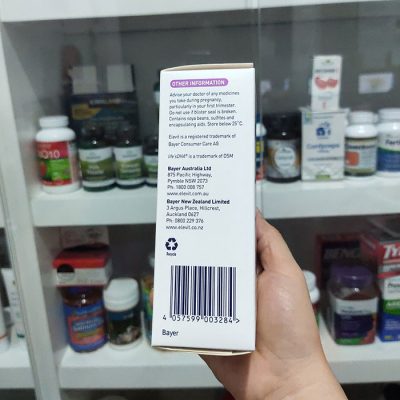 OTHER INFORMATION
Advise your doctor of any medicines
you take during pregnancy,
particularly in your first trimester.
Do not use if blister seal is broken.
Contains soya beans, sulfites and
encapsulating aids. Store below 25°C.
Elevit is a registered trademark of
Bayer Consumer Care AG
life'sDHA® is a trademark of DSM
Bayer Australia Ltd
875 Pacific Highway,
Pymble NSW 2073
Ph. 1800 008 757
www.elevit.com.au
Bayer New Zealand Limited
3 Argus Place, Hillcrest,
Auckland 0627
Ph. 0800 229 376
www.elevit.co.nz
Recycle
4 057599 003284 >
Bayer